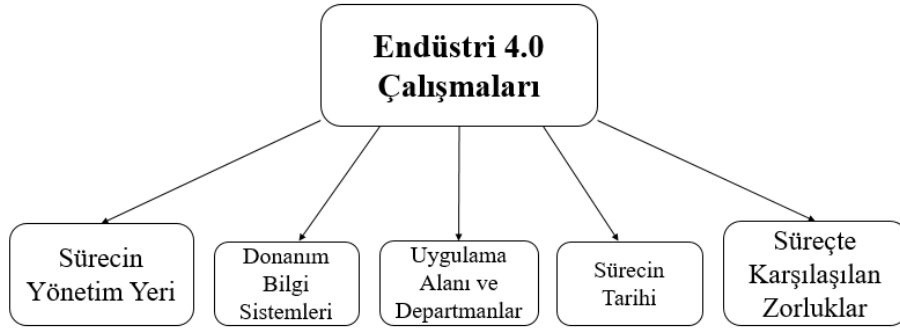 Endüstri 4.0
Çalışmaları
Sürecin
Yönetim Yeri
Donanım
Bilgi
Sistemleri
Uygulama
Alanı ve
Departmanlar
Sürecin
Tarihi
Süreçte
Karşılaşılan
Zorluklar